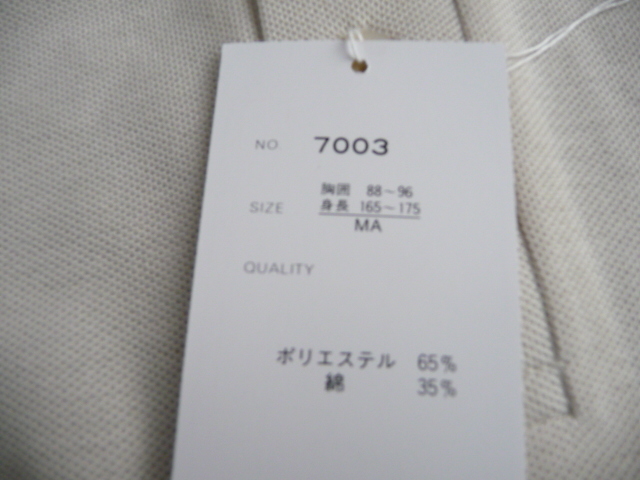 NO. 7003
胸囲 88~96
SIZE 身長 165~175
MA
QUALITY
ポリエステル 65%
綿 35%